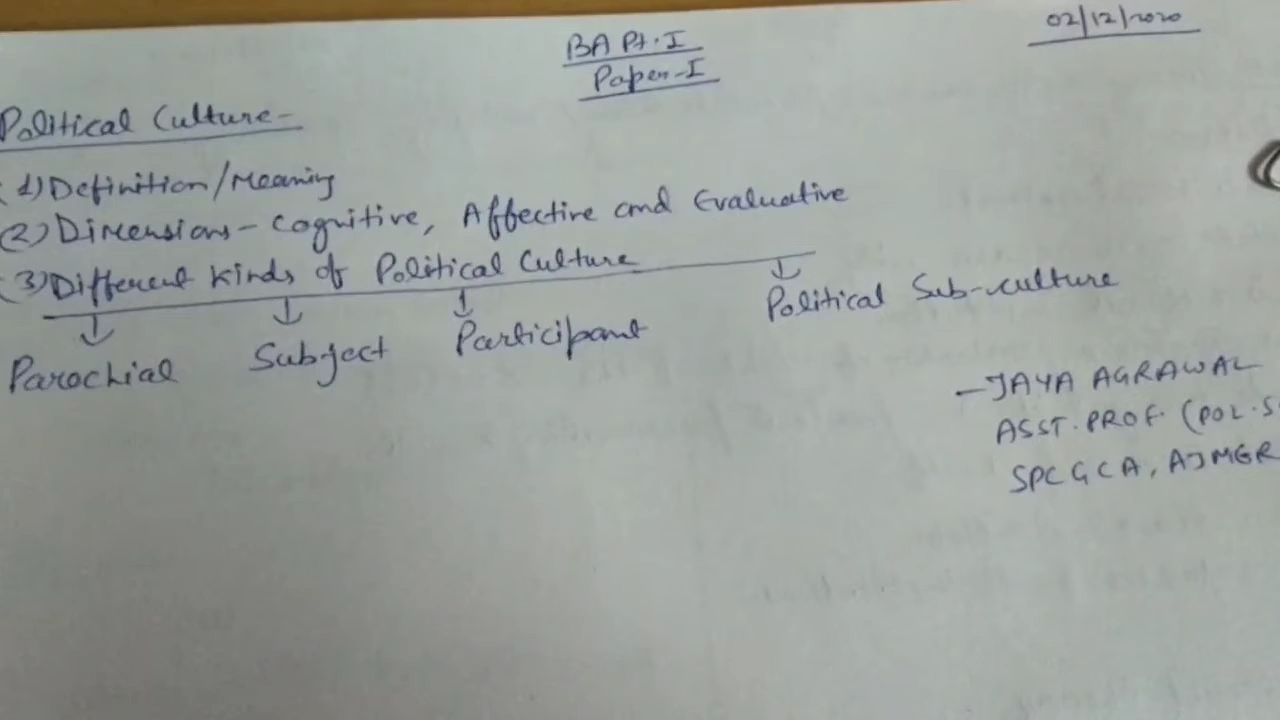 02/12/2020
BA Pt. I
Paper-I
Political Culture-
(1) Definition/Meaning
(2) Dimensions- Cognitive, Affective and Evaluative
(3) Different Kinds of Political Culture
Parochial Subject Participant Political Sub-culture
- JAYA AGRAWAL
ASST. PROF. (POL. S
SPCGCA, AJMER